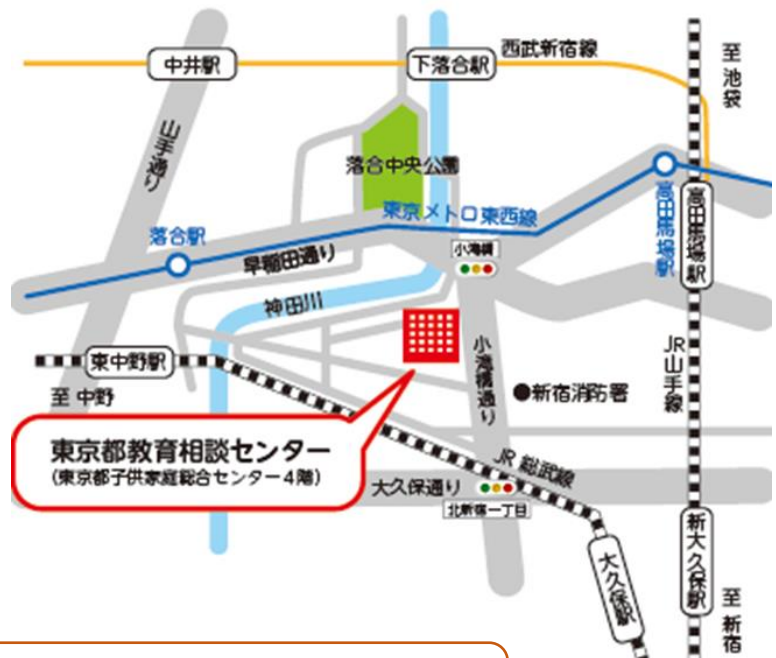 西武新宿線
中井駅
下落合駅
至 池袋
山手通り
落合中央公園
東京メトロ東西線
高田馬場駅
高田馬場駅
落合駅
早稲田通り
小滝橋
神田川
小滝橋通り
JR山手線
東中野駅
至 中野
新宿消防署
東京都教育相談センター
(東京都子供家庭総合センター4階)
JR 総武線
大久保通り
北新宿一丁目
大久保駅
新大久保駅
至 新宿